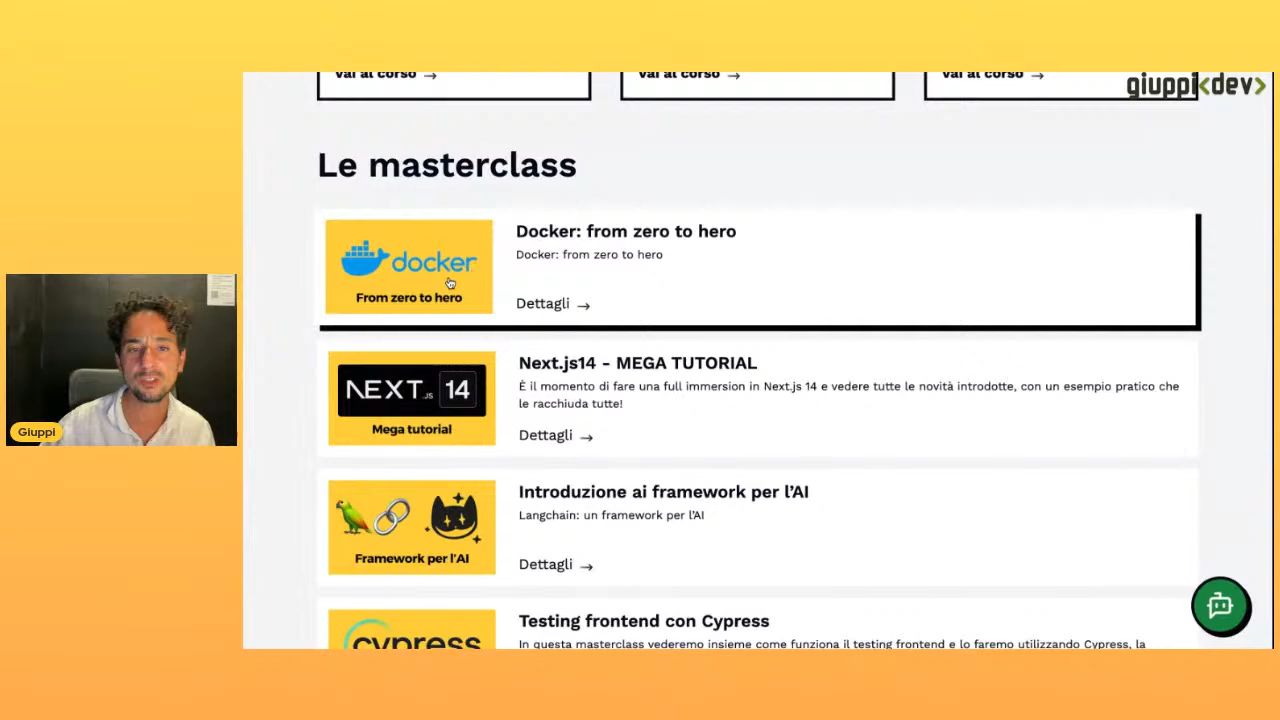 Vai al corso →
Vai al corso →
Vai al corso →
giuppi<dev>
Le masterclass
docker
From zero to hero
Docker: from zero to hero
Docker: from zero to hero
Dettagli →
NEXT.JS 14
Mega tutorial
Next.js14 - MEGA TUTORIAL
È il momento di fare una full immersion in Next.js 14 e vedere tutte le novità introdotte, con un esempio pratico che
le racchiuda tutte!
Dettagli →
Framework per l'AI
Introduzione ai framework per l’AI
Langchain: un framework per l’AI
Dettagli →
cypress
Testing frontend con Cypress
In questa masterclass vedremo insieme come funziona il testing frontend e lo faremo utilizzando Cypress, la
Giuppi